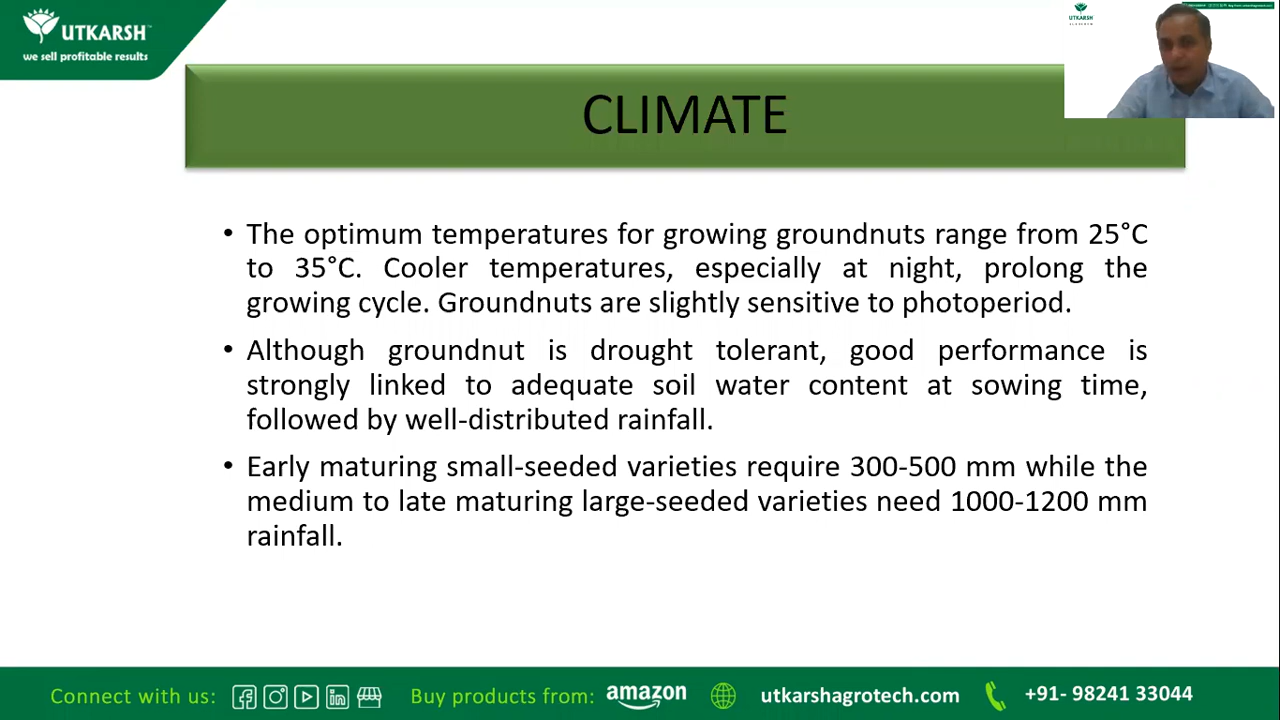 UTKARSH
we sell profitable results
UTKARSH
CLIMATE
• The optimum temperatures for growing groundnuts range from 25°C
to 35°C. Cooler temperatures, especially at night, prolong the
growing cycle. Groundnuts are slightly sensitive to photoperiod.
• Although groundnut is drought tolerant, good performance is
strongly linked to adequate soil water content at sowing time,
followed by well-distributed rainfall.
• Early maturing small-seeded varieties require 300-500 mm while the
medium to late maturing large-seeded varieties need 1000-1200 mm
rainfall.
Connect with us: Buy products from: amazon utkarshagrotech.com +91- 98241 33044